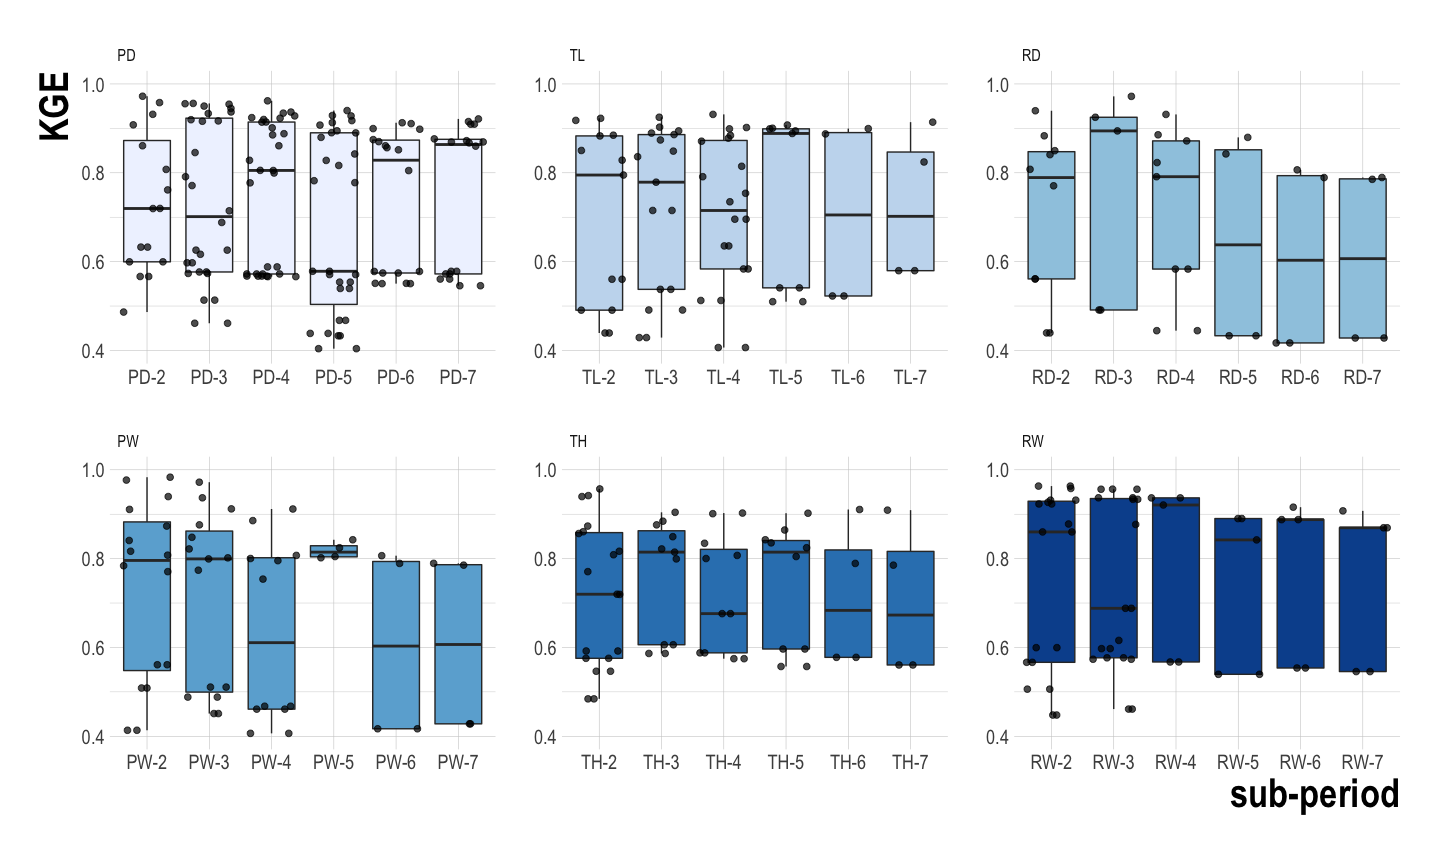 KGE
PD
1.0
0.8
0.6
0.4
PD-2 PD-3 PD-4 PD-5 PD-6 PD-7
TL
1.0
0.8
0.6
0.4
TL-2 TL-3 TL-4 TL-5 TL-6 TL-7
RD
1.0
0.8
0.6
0.4
RD-2 RD-3 RD-4 RD-5 RD-6 RD-7
PW
1.0
0.8
0.6
0.4
PW-2 PW-3 PW-4 PW-5 PW-6 PW-7
TH
1.0
0.8
0.6
0.4
TH-2 TH-3 TH-4 TH-5 TH-6 TH-7
RW
1.0
0.8
0.6
0.4
RW-2 RW-3 RW-4 RW-5 RW-6 RW-7
sub-period